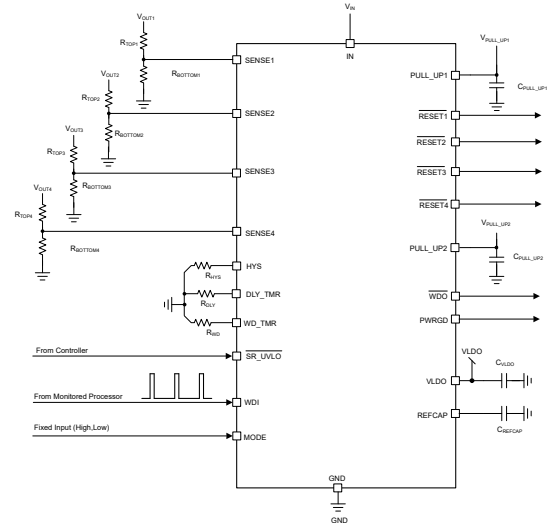 VIN
IN
VOUT1
RTOP1
RBOTTOM1
SENSE1
VOUT2
RTOP2
RBOTTOM2
SENSE2
VOUT3
RTOP3
RBOTTOM3
SENSE3
VOUT4
RTOP4
RBOTTOM4
SENSE4
RHYS
HYS
RDLY
DLY_TMR
RWD
WD_TMR
From Controller
SR_UVLO
From Monitored Processor
WDI
Fixed Input (High,Low)
MODE
VPULL_UP1
PULL_UP1
CPULL_UP1
RESET1
RESET2
RESET3
RESET4
VPULL_UP2
PULL_UP2
CPULL_UP2
WDO
PWRGD
VLDO
CVLDO
VLDO
REFCAP
CREFCAP
GND
GND